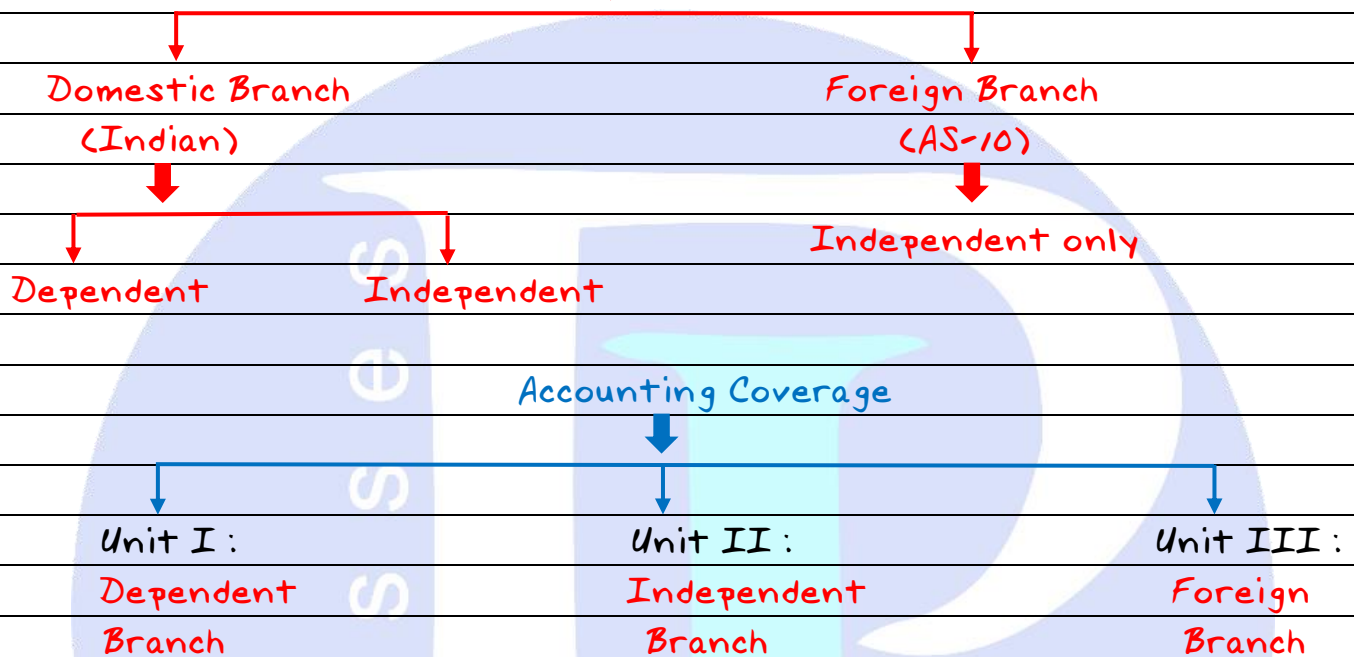 Domestic Branch Foreign Branch
(Indian) (AS-10)
Independent only
Dependent Independent
Accounting Coverage
Unit I : Unit II : Unit III :
Dependent Independent Foreign
Branch Branch Branch
s e s s